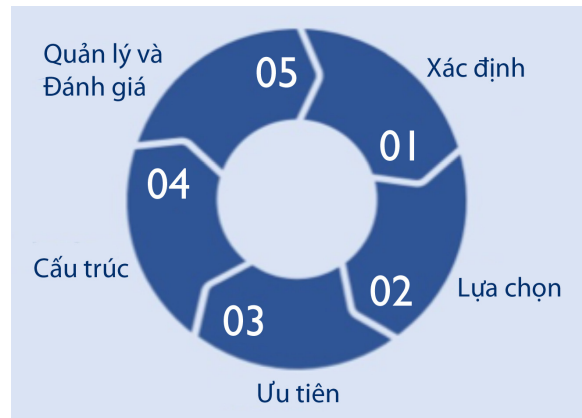 01
Xác định
02
Lựa chọn
03
Ưu tiên
04
Cấu trúc
05
Quản lý và
Đánh giá